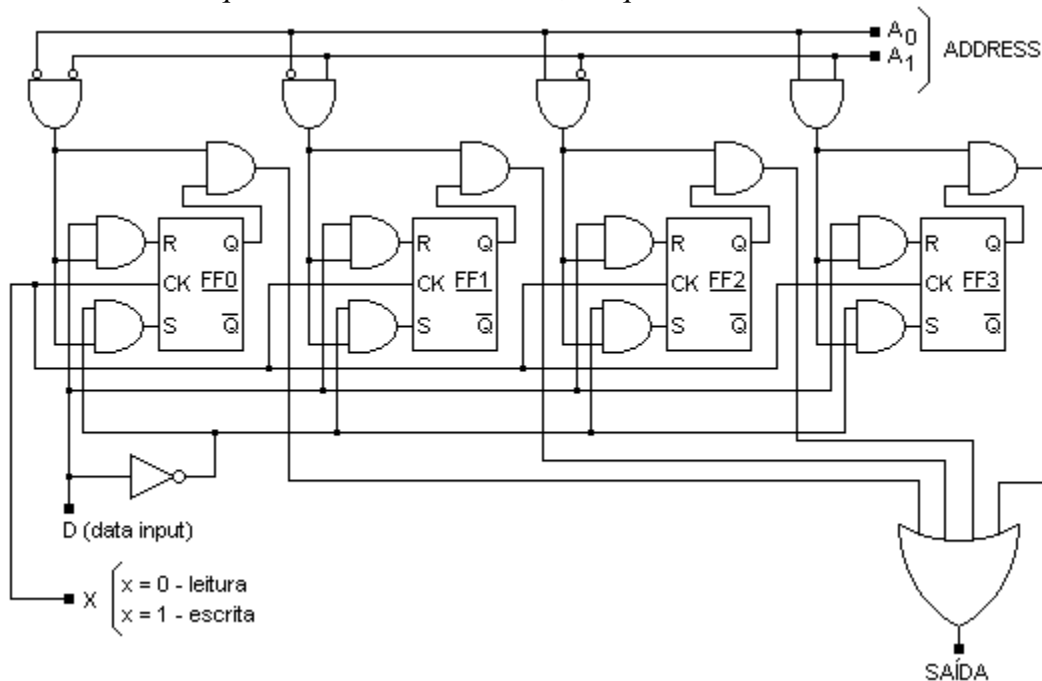 A0
A1
ADDRESS
R Q
CK FF0
S Q̅
R Q
CK FF1
S Q̅
R Q
CK FF2
S Q̅
R Q
CK FF3
S Q̅
D (data input)
X
x = 0 - leitura
x = 1 - escrita
SAÍDA